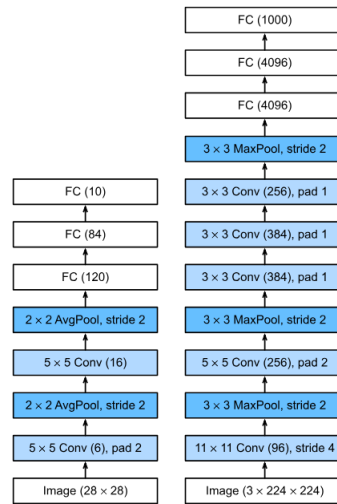 FC (1000)
FC (4096)
FC (4096)
3 × 3 MaxPool, stride 2
3 × 3 Conv (256), pad 1
3 × 3 Conv (384), pad 1
3 × 3 Conv (384), pad 1
3 × 3 MaxPool, stride 2
5 × 5 Conv (256), pad 2
3 × 3 MaxPool, stride 2
11 × 11 Conv (96), stride 4
Image (3 × 224 × 224)
FC (10)
FC (84)
FC (120)
2 × 2 AvgPool, stride 2
5 × 5 Conv (16)
2 × 2 AvgPool, stride 2
5 × 5 Conv (6), pad 2
Image (28 × 28)